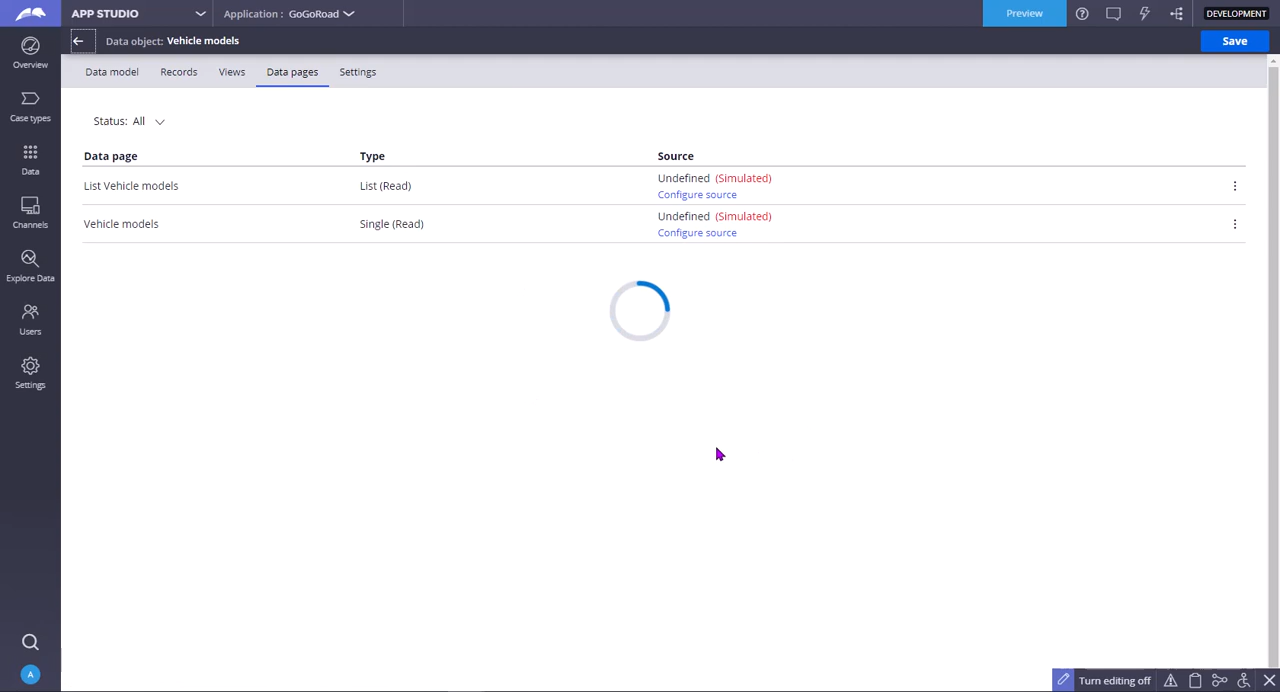 APP STUDIO
Application : GoGoRoad
Preview
DEVELOPMENT
Data object: Vehicle models
Save
Overview
Case types
Data
Channels
Explore Data
Users
Settings
Data model
Records
Views
Data pages
Settings
Status: All
Data page
Type
Source
List Vehicle models
List (Read)
Undefined (Simulated)
Configure source
Vehicle models
Single (Read)
Undefined (Simulated)
Configure source
A
Turn editing off